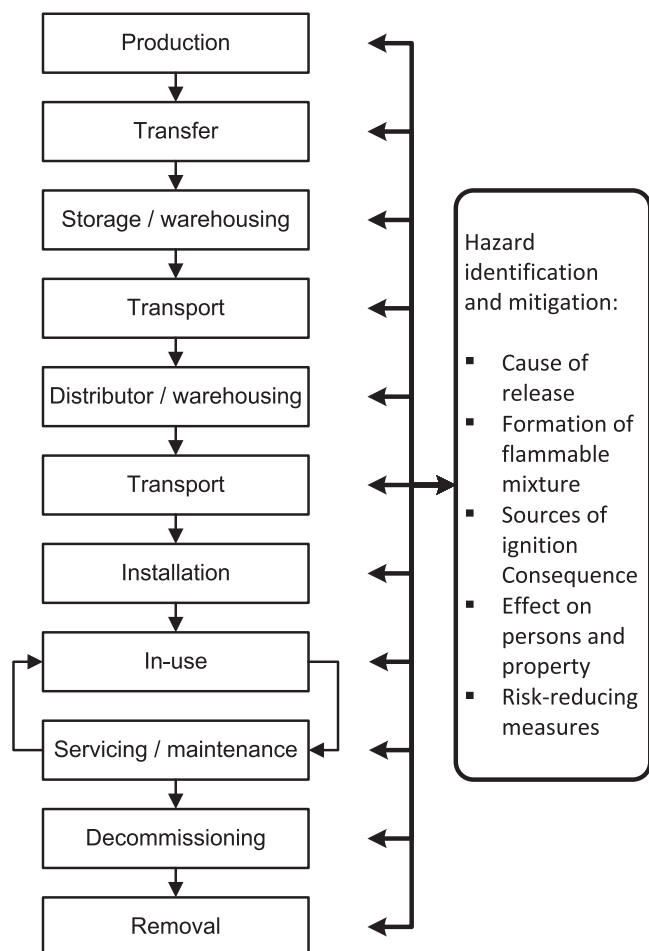 Production
Transfer
Storage / warehousing
Transport
Distributor / warehousing
Transport
Installation
In-use
Servicing / maintenance
Decommissioning
Removal
Hazard
identification
and mitigation:
▪ Cause of
release
▪ Formation of
flammable
mixture
▪ Sources of
ignition
Consequence
▪ Effect on
persons and
property
▪ Risk-reducing
measures